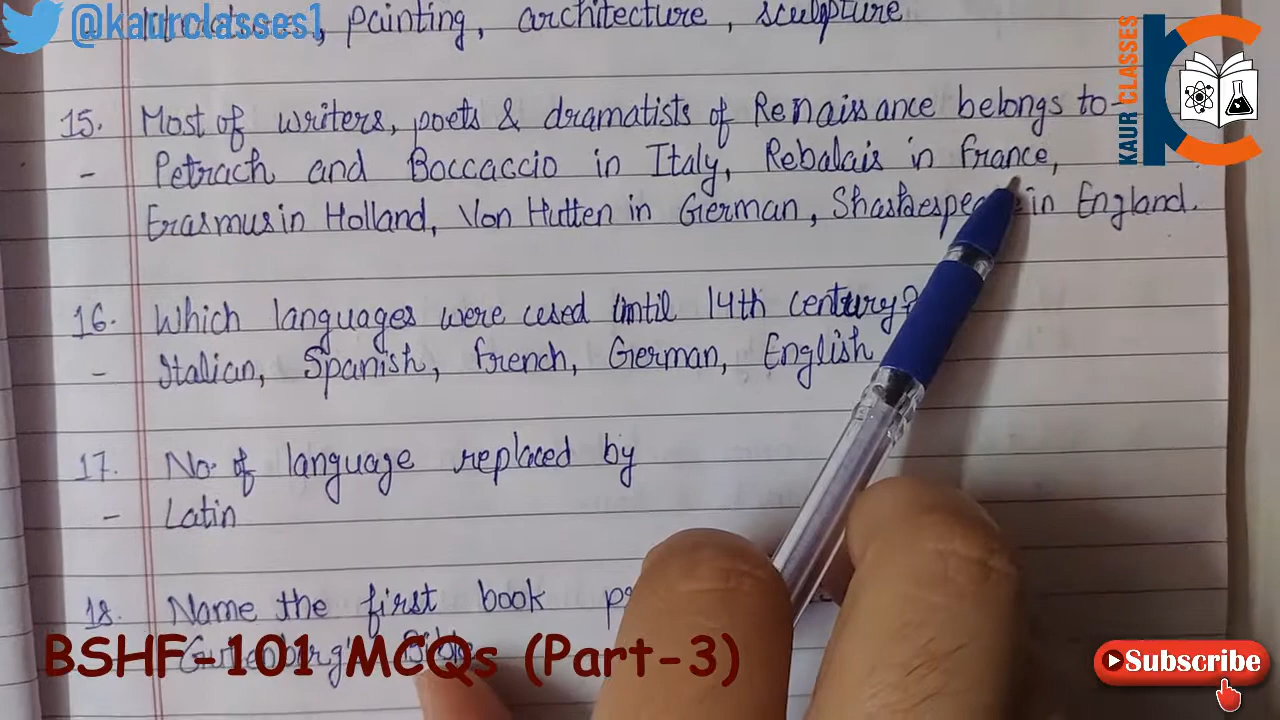 @kaurclasses1
painting, architecture, sculpture
KAUR CLASSES
15. Most of writers, poets & dramatists of Renaissance belongs to-
- Petrach and Boccaccio in Italy, Rebalais in France,
Erasmus in Holland, Von Hutten in German, in England.
16. Which languages were used until 14th century?
- Italian, Spanish, French, German, English
17. No. of language replaced by
- Latin
18. Name the first book
BSHF-101 MCQs (Part-3)
Subscribe